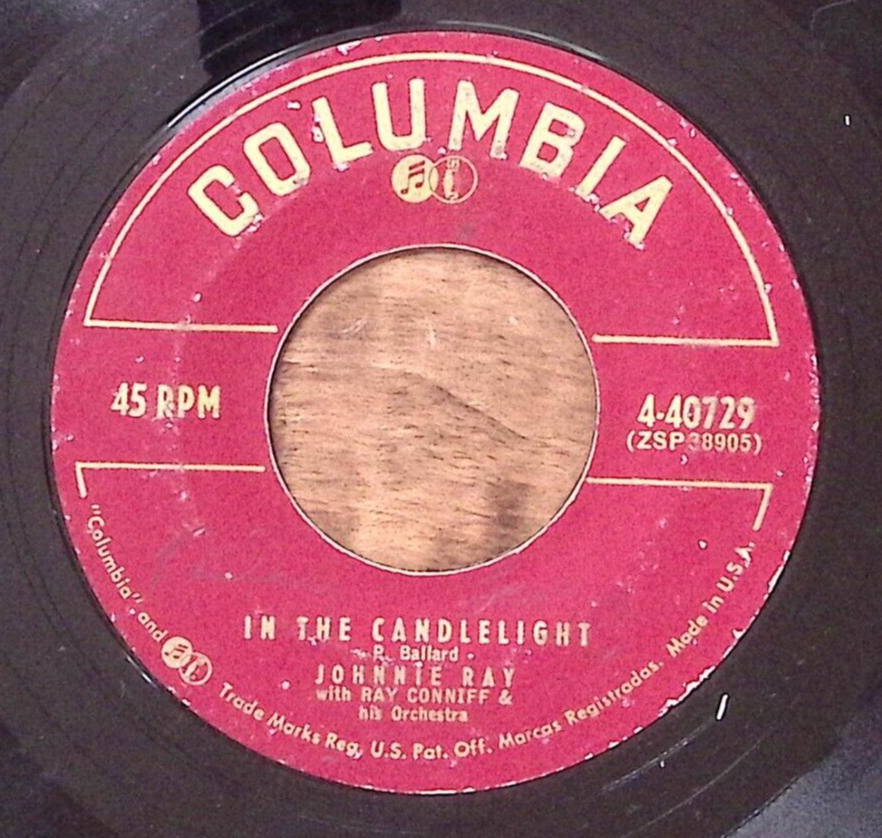 COLUMBIA
45 RPM
4-40729
(ZSP 38905)
IN THE CANDLELIGHT
- R. Ballard -
JOHNNIE RAY
with RAY CONNIFF &
his Orchestra
"Columbia" and Trade Marks Reg. U.S. Pat. Off. Marcas Registradas. Made in U.S.A.